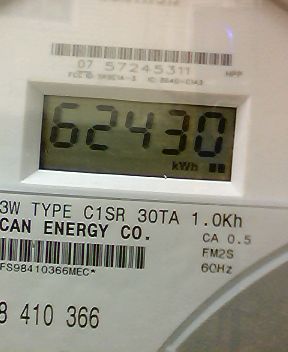 07 57245311 HPP
62430
kWh
3W TYPE C1SR 30TA 1.0Kh
CAN ENERGY CO.
CA 0.5
FM2S
60Hz
FS98410366MEC*
8 410 366